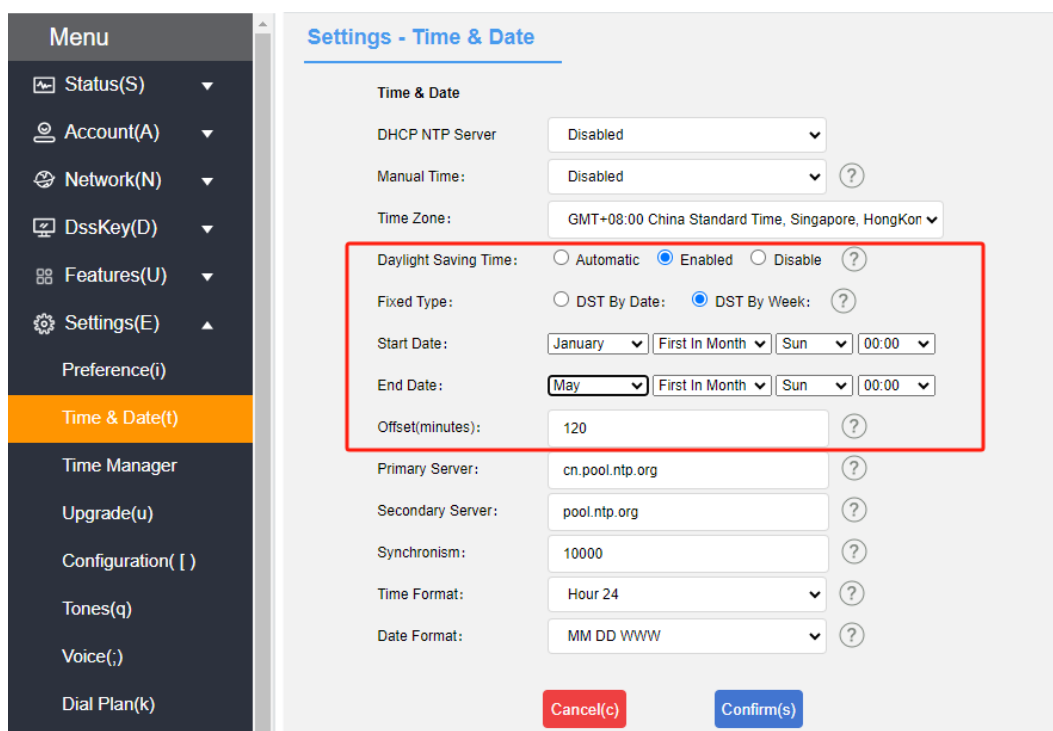 Menu
Status(S)
Account(A)
Network(N)
DssKey(D)
Features(U)
Settings(E)
Preference(i)
Time & Date(t)
Time Manager
Upgrade(u)
Configuration( [ )
Tones(q)
Voice(;)
Dial Plan(k)
Settings - Time & Date
Time & Date
DHCP NTP Server Disabled
Manual Time: Disabled ?
Time Zone: GMT+08:00 China Standard Time, Singapore, HongKon
Daylight Saving Time: Automatic Enabled Disable ?
Fixed Type: DST By Date: DST By Week: ?
Start Date: January First In Month Sun 00:00
End Date: May First In Month Sun 00:00
Offset(minutes): 120 ?
Primary Server: cn.pool.ntp.org ?
Secondary Server: pool.ntp.org ?
Synchronism: 10000 ?
Time Format: Hour 24 ?
Date Format: MM DD WWW ?
Cancel(c) Confirm(s)